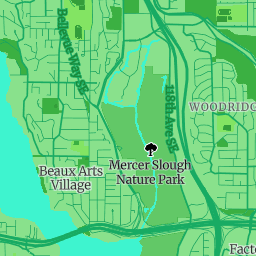 Bellevue Way SE
118th Ave SE
WOODRIDG
Mercer Slough
Nature Park
Beaux Arts
Village
Facto